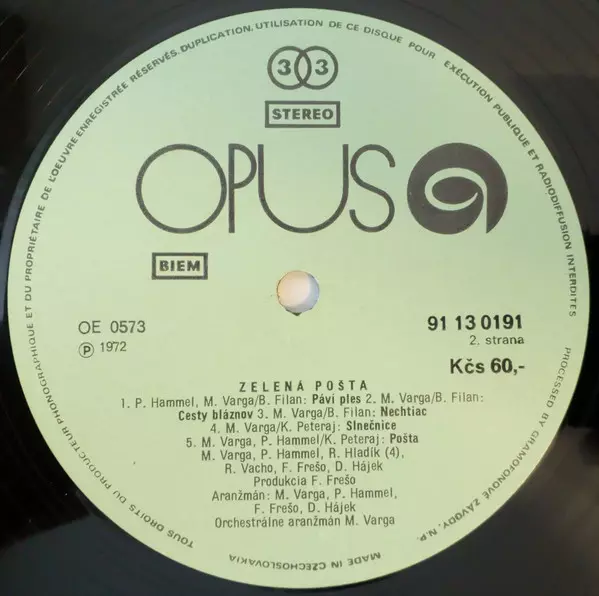 TOUS DROITS DU PRODUCTEUR PHONOGRAPHIQUE ET DU PROPRIÉTAIRE DE L'OEUVRE ENREGISTRÉE RÉSERVÉS. DUPLICATION, UTILISATION DE CE DISQUE POUR EXÉCUTION PUBLIQUE ET RADIODIFFUSION INTERDITES
33
STEREO
OPUS
BIEM
OE 0573
91 13 0191
Ⓟ 1972
2. strana
Kčs 60,-
ZELENÁ POŠTA
1. P. Hammel, M. Varga/B. Filan: Páví ples 2. M. Varga/B. Filan:
Cesty bláznov 3. M. Varga/B. Filan: Nechtiac
4. M. Varga/K. Peteraj: Slnečnice
5. M. Varga, P. Hammel/K. Peteraj: Pošta
M. Varga, P. Hammel, R. Hladík (4),
R. Vacho, F. Frešo, D. Hájek
Produkcia F. Frešo
Aranžmán: M. Varga, P. Hammel,
F. Frešo, D. Hájek
Orchestrálne aranžmán M. Varga
PROCESSED BY GRAMOFONOVÉ ZÁVODY, N.P.
MADE IN CZECHOSLOVAKIA